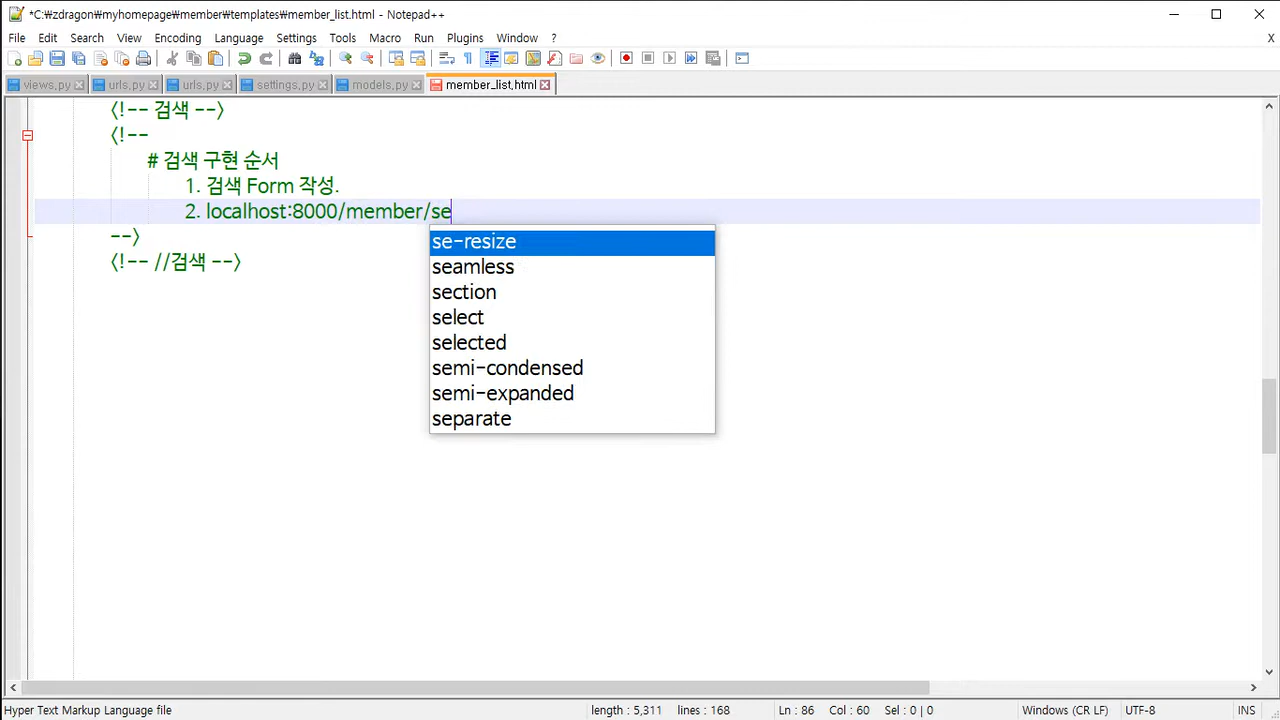 *C:\zdragon\myhomepage\member\templates\member_list.html - Notepad++
File Edit Search View Encoding Language Settings Tools Macro Run Plugins Window ? X
views.py urls.py urls.py settings.py models.py member_list.html
<!-- 검색 -->
<!--
# 검색 구현 순서
1. 검색 Form 작성.
2. localhost:8000/member/se
-->
<!-- //검색 -->
se-resize
seamless
section
select
selected
semi-condensed
semi-expanded
separate
Hyper Text Markup Language file length : 5,311 lines : 168 Ln : 86 Col : 60 Sel : 0 | 0 Windows (CR LF) UTF-8 INS